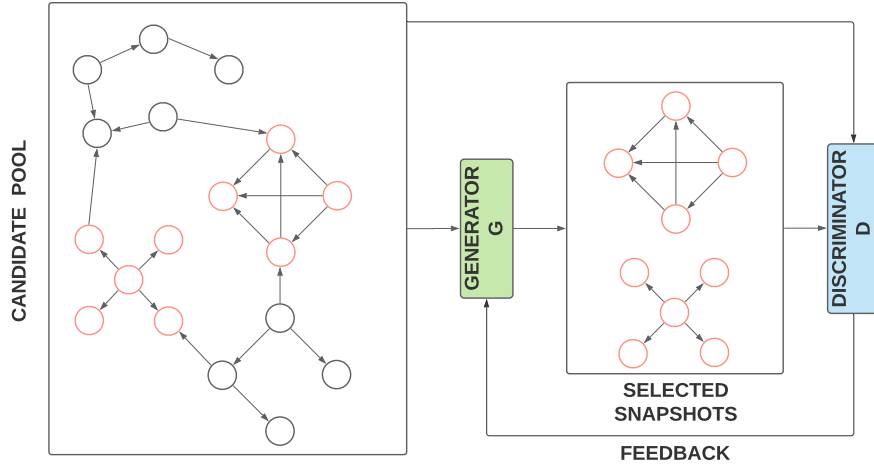 CANDIDATE POOL
GENERATOR
G
DISCRIMINATOR
D
SELECTED
SNAPSHOTS
FEEDBACK